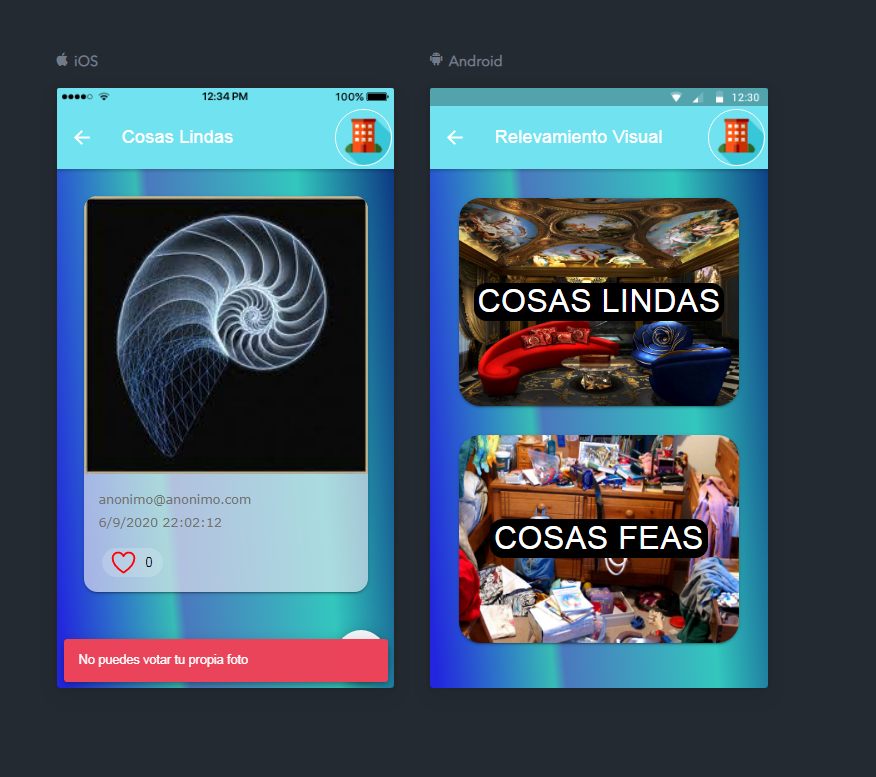 iOS
12:34 PM
100%
Cosas Lindas
anonimo@anonimo.com
6/9/2020 22:02:12
0
No puedes votar tu propia foto
Android
12:30
Relevamiento Visual
COSAS LINDAS
COSAS FEAS